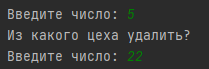 Введите число: 5
Из какого цеха удалить?
Введите число: 22